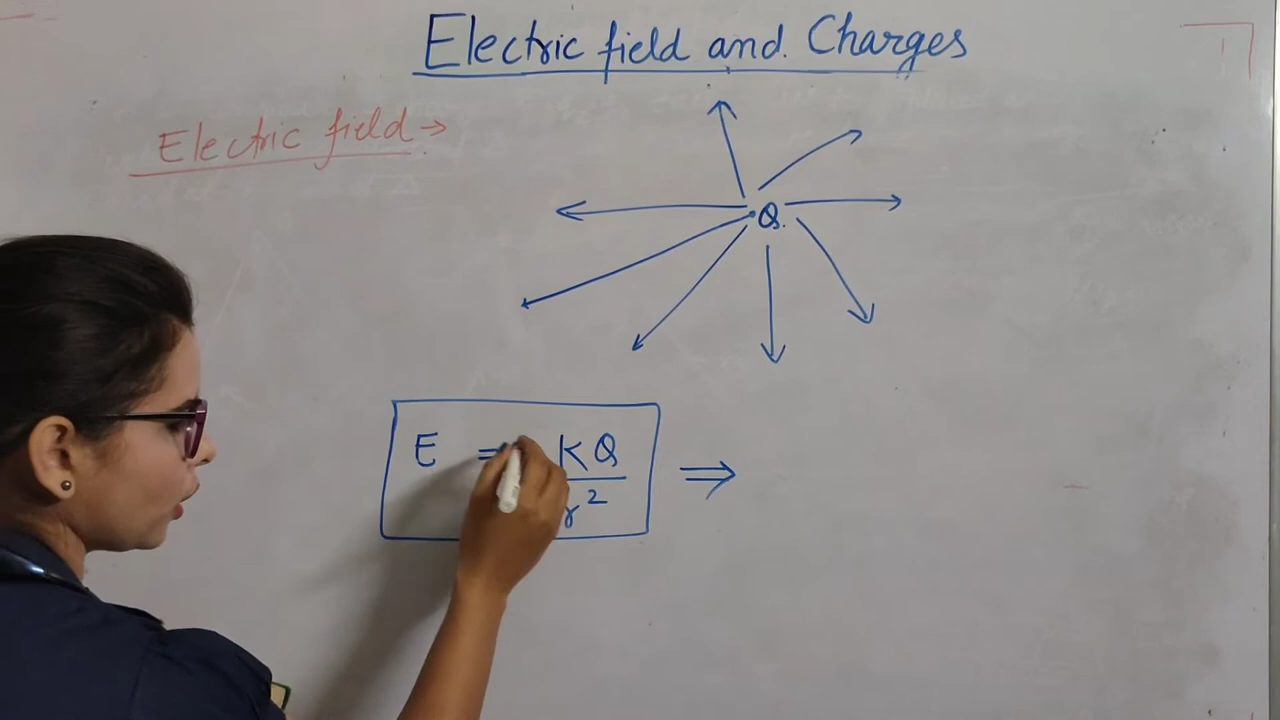 Electric field and. Charges
Electric field →
Q.
E = KQ / r² ⇒